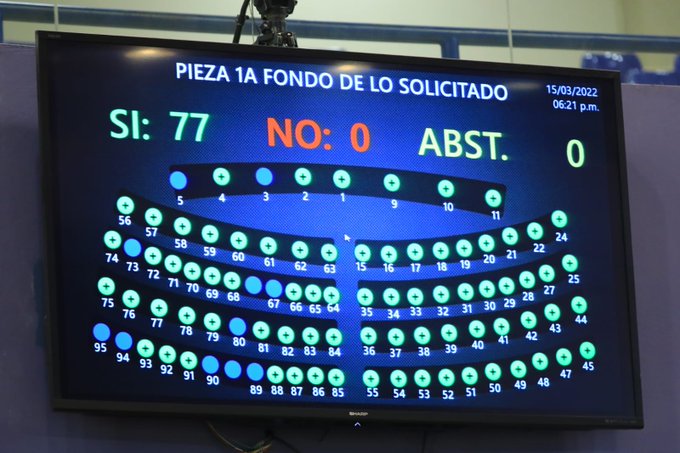 PIEZA 1A FONDO DE LO SOLICITADO
15/03/2022
06:21 p.m.
SI: 77
NO: 0
ABST. 0
5 4 3 2 1 9 10 11
56 57 58 59 60 61 62 63 15 16 17 18 19 20 21 22 24
74 73 72 71 70 69 68 67 66 65 64 35 34 33 32 31 30 29 28 27 25
75 76 77 78 79 80 81 82 83 84 36 37 38 39 40 41 51 52 42 43 44
95 94 93 92 91 90 89 88 87 86 85 55 54 53 52 51 50 49 48 47 45
SHARP